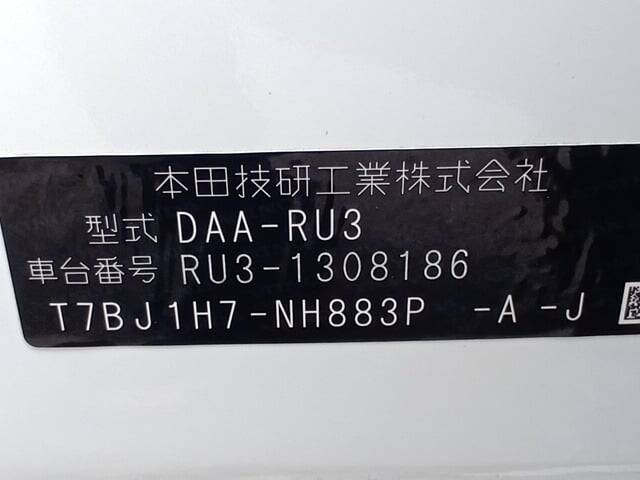 本田技研工業株式会社
型式 DAA-RU3
車台番号 RU3-1308186
T7BJ1H7-NH883P -A -J